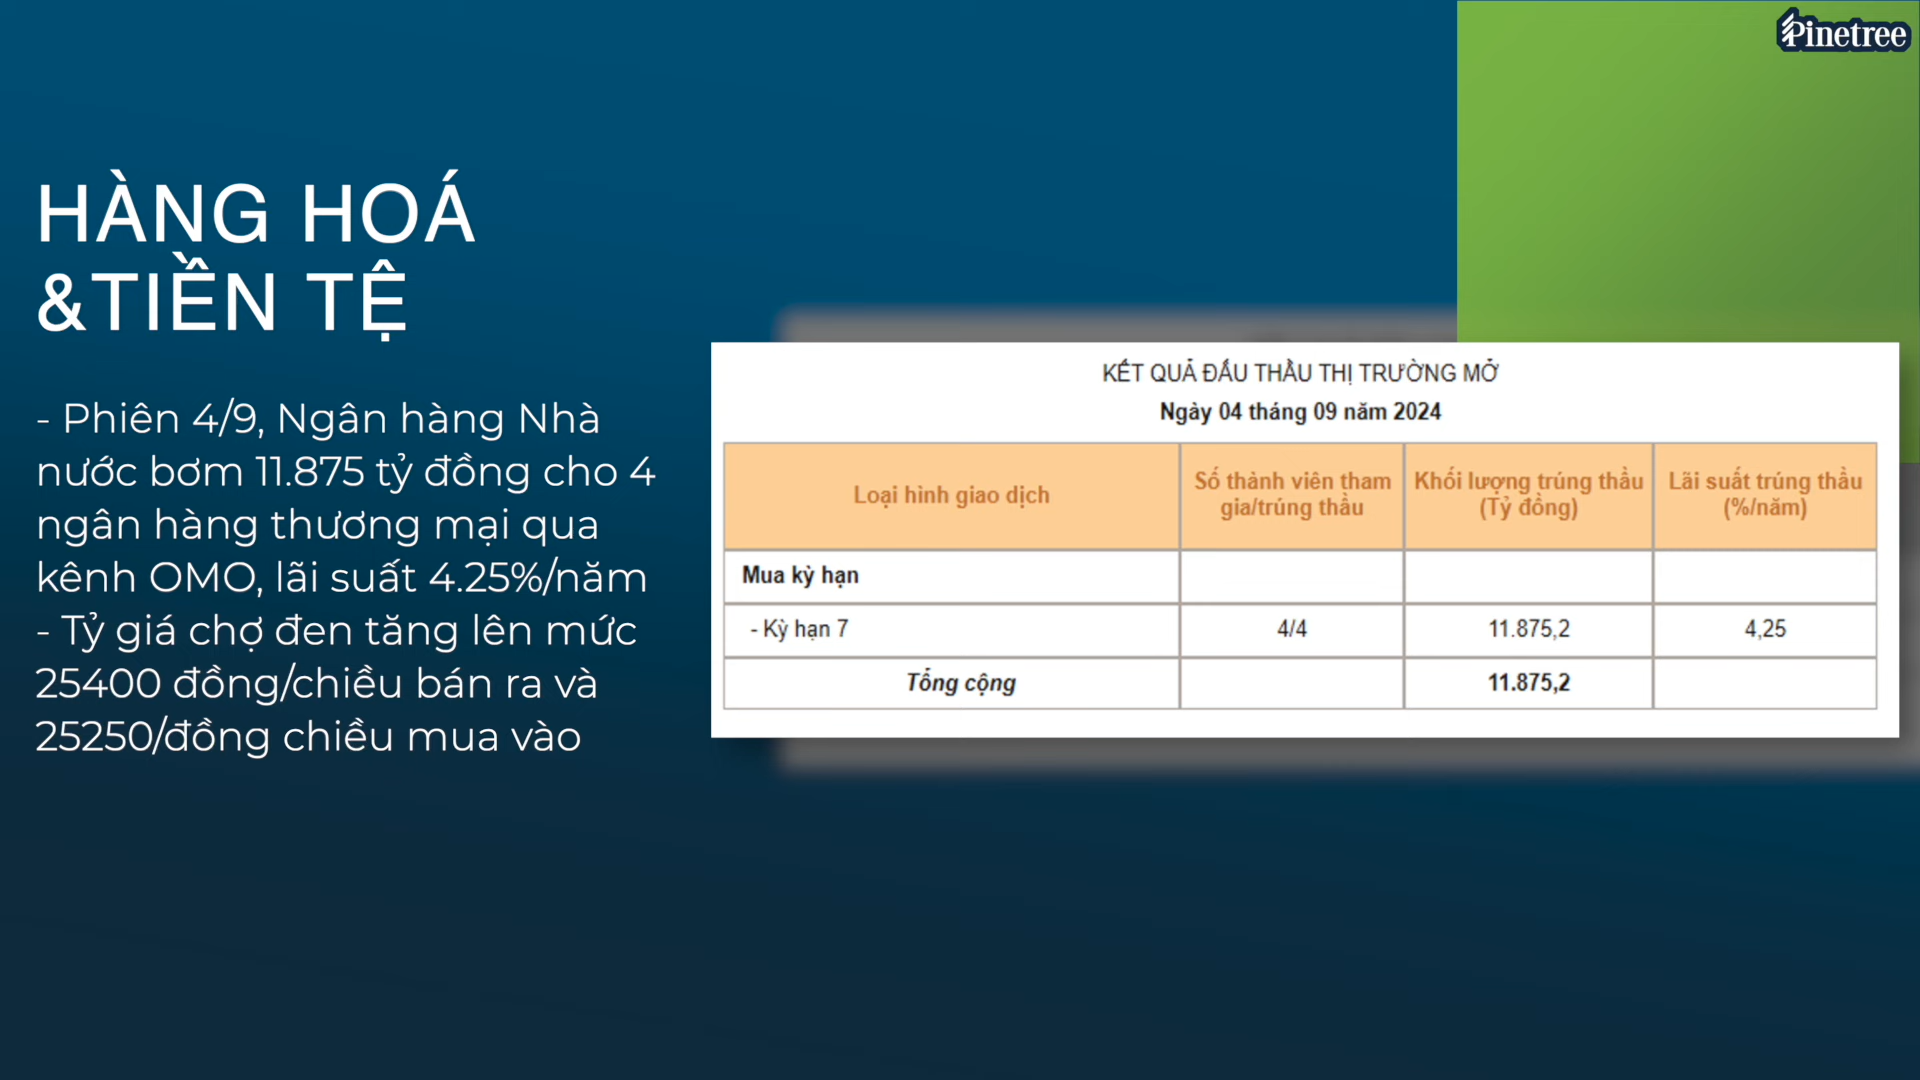 Pinetree
HÀNG HOÁ
&TIỀN TỆ
- Phiên 4/9, Ngân hàng Nhà
nước bơm 11.875 tỷ đồng cho 4
ngân hàng thương mại qua
kênh OMO, lãi suất 4.25%/năm
- Tỷ giá chợ đen tăng lên mức
25400 đồng/chiều bán ra và
25250/đồng chiều mua vào
KẾT QUẢ ĐẤU THẦU THỊ TRƯỜNG MỞ
Ngày 04 tháng 09 năm 2024
Loại hình giao dịch
Số thành viên tham
gia/trúng thầu
Khối lượng trúng thầu
(Tỷ đồng)
Lãi suất trúng thầu
(%/năm)
Mua kỳ hạn
- Kỳ hạn 7 4/4 11.875,2 4,25
Tổng cộng 11.875,2